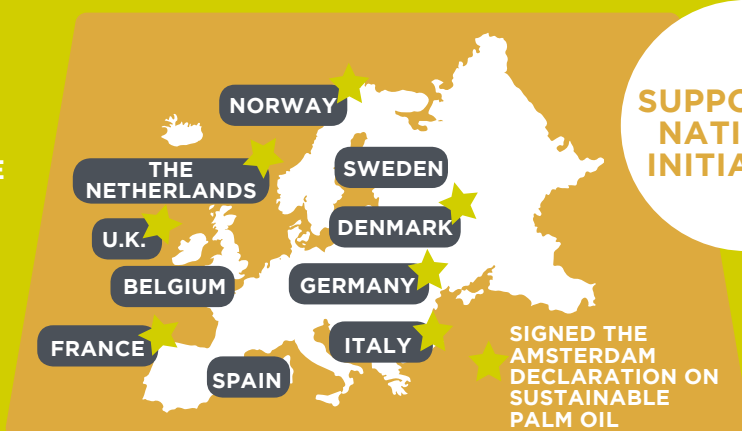 NORWAY
THE
NETHERLANDS
SWEDEN
U.K.
DENMARK
BELGIUM
GERMANY
FRANCE
ITALY
SPAIN
SIGNED THE
AMSTERDAM
DECLARATION ON
SUSTAINABLE
PALM OIL